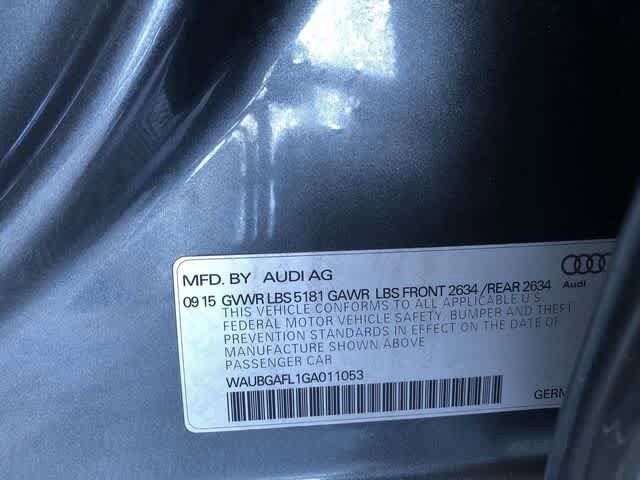 MFD. BY AUDI AG
Audi
09 15 GVWR LBS 5181 GAWR LBS FRONT 2634 /REAR 2634
THIS VEHICLE CONFORMS TO ALL APPLICABLE U'S
FEDERAL MOTOR VEHICLE SAFETY, BUMPER AND THEFT
PREVENTION STANDARDS IN EFFECT ON THE DATE OF
MANUFACTURE SHOWN ABOVE
PASSENGER CAR
WAUBGAFL1GA011053
GERM